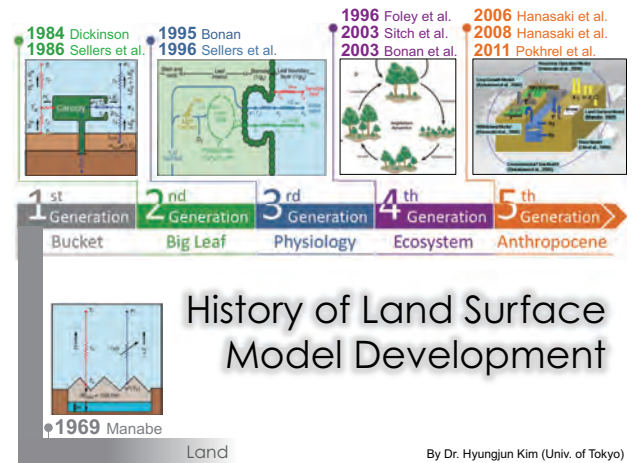 1984 Dickinson
1986 Sellers et al.
1995 Bonan
1996 Sellers et al.
1996 Foley et al.
2003 Sitch et al.
2003 Bonan et al.
2006 Hanasaki et al.
2008 Hanasaki et al.
2011 Pokhrel et al.
Canopy
1st Generation
2nd Generation
3rd Generation
4th Generation
5th Generation
Bucket
Big Leaf
Physiology
Ecosystem
Anthropocene
History of Land Surface
Model Development
1969 Manabe
Land
By Dr. Hyungjun Kim (Univ. of Tokyo)